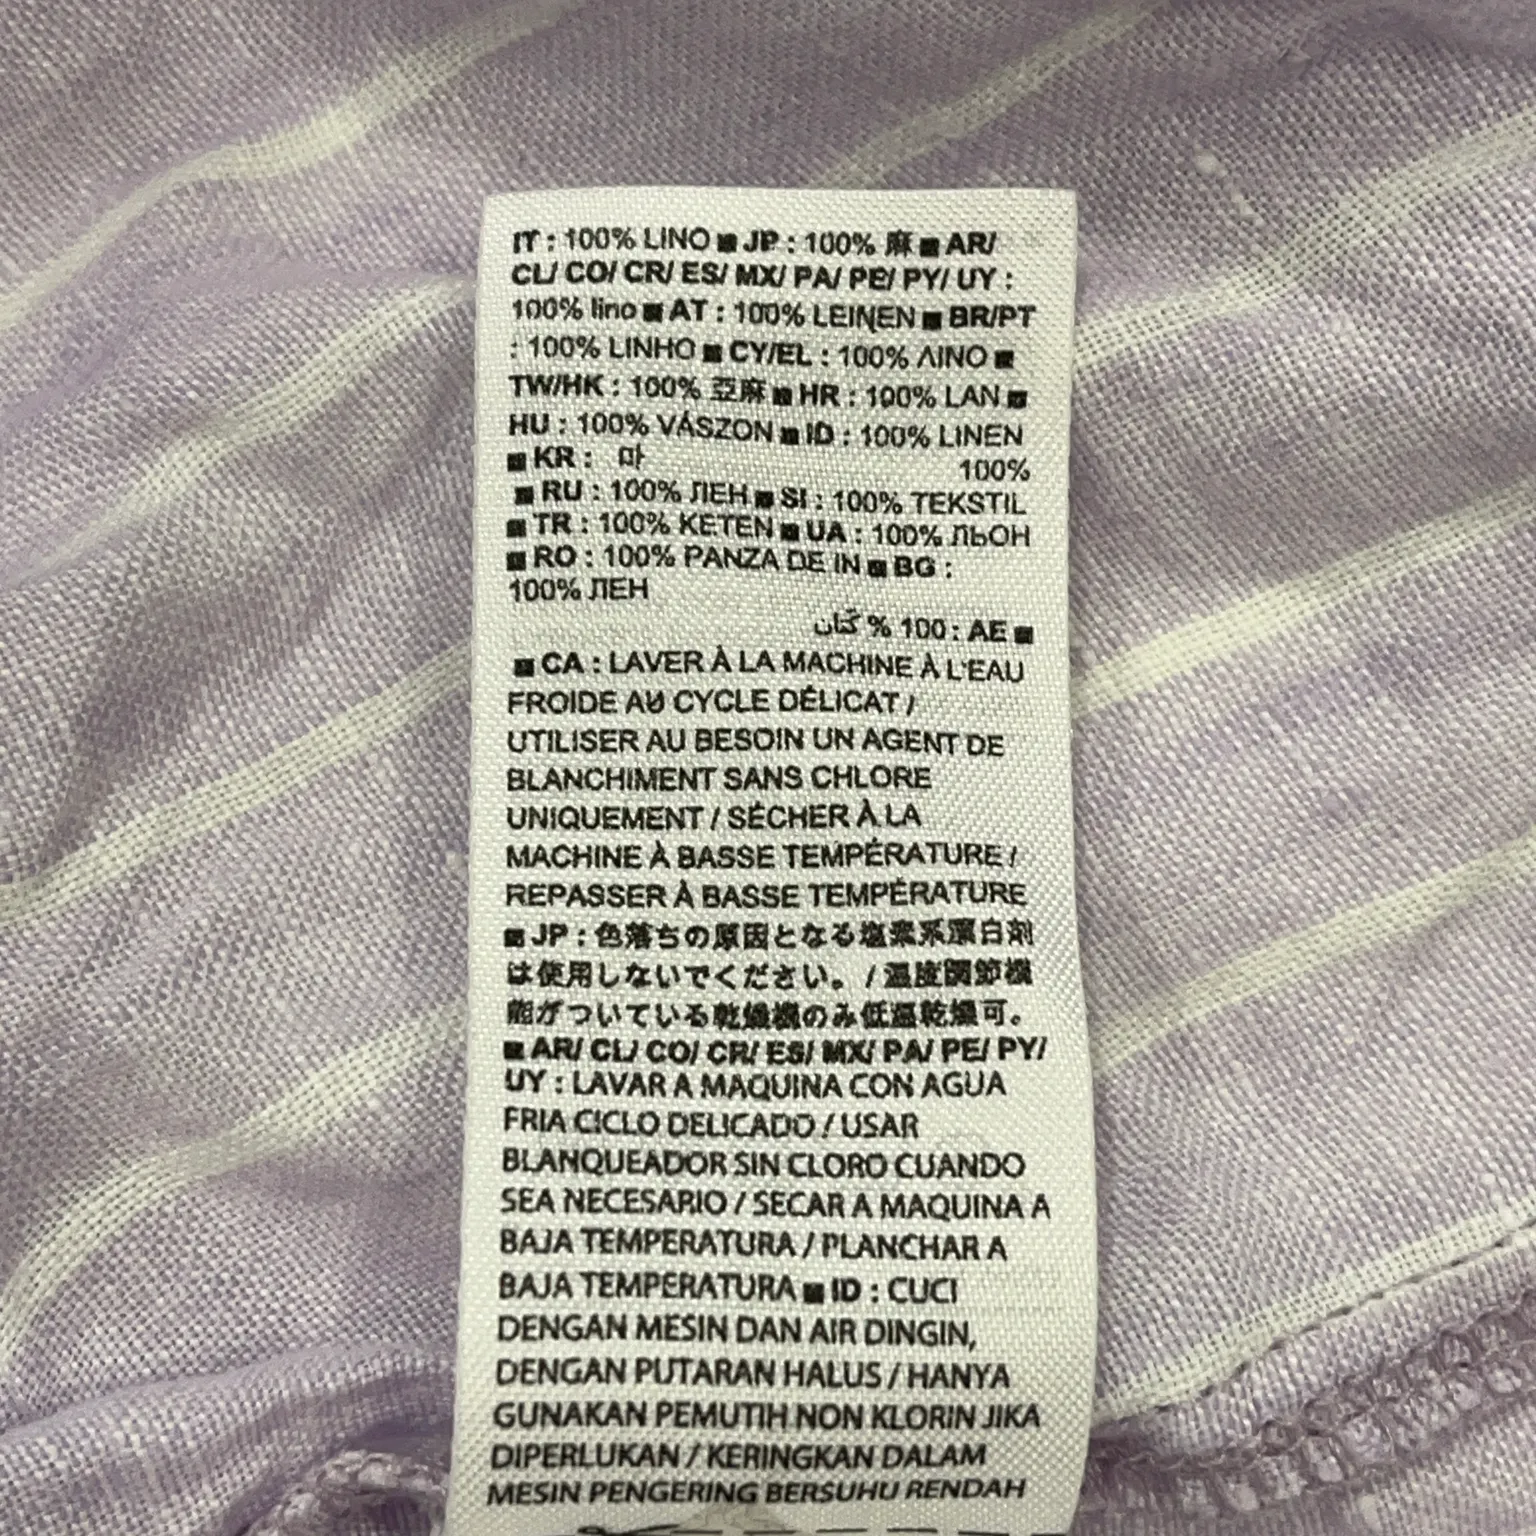 IT : 100% LINO ■ JP : 100% 麻 ■ AR/
CL/ CO/ CR/ ES/ MX/ PA/ PE/ PY/ UY :
100% lino ■ AT : 100% LEINEN ■ BR/PT
: 100% LINHO ■ CY/EL : 100% ΛΙΝΟ ■
TW/HK : 100% 亞麻 ■ HR : 100% LAN ■
HU : 100% VÁSZON ■ ID : 100% LINEN
■ KR : 마 100%
■ RU : 100% ЛЕН ■ SI : 100% TEKSTIL
■ TR : 100% KETEN ■ UA : 100% ЛЬОН
■ RO : 100% PANZA DE IN ■ BG :
100% ЛЕН
■ AE : 100 % كتان
■ CA : LAVER À LA MACHINE À L'EAU
FROIDE AU CYCLE DÉLICAT /
UTILISER AU BESOIN UN AGENT DE
BLANCHIMENT SANS CHLORE
UNIQUEMENT / SÉCHER À LA
MACHINE À BASSE TEMPÉRATURE /
REPASSER À BASSE TEMPÉRATURE
■ JP : 色落ちの原因となる塩素系漂白剤
は使用しないでください。/ 温度調節機
能がついている乾燥機のみ低温乾燥可。
■ AR/ CL/ CO/ CR/ ES/ MX/ PA/ PE/ PY/
UY : LAVAR A MAQUINA CON AGUA
FRIA CICLO DELICADO / USAR
BLANQUEADOR SIN CLORO CUANDO
SEA NECESARIO / SECAR A MAQUINA A
BAJA TEMPERATURA / PLANCHAR A
BAJA TEMPERATURA ■ ID : CUCI
DENGAN MESIN DAN AIR DINGIN,
DENGAN PUTARAN HALUS / HANYA
GUNAKAN PEMUTIH NON KLORIN JIKA
DIPERLUKAN / KERINGKAN DALAM
MESIN PENGERING BERSUHU RENDAH